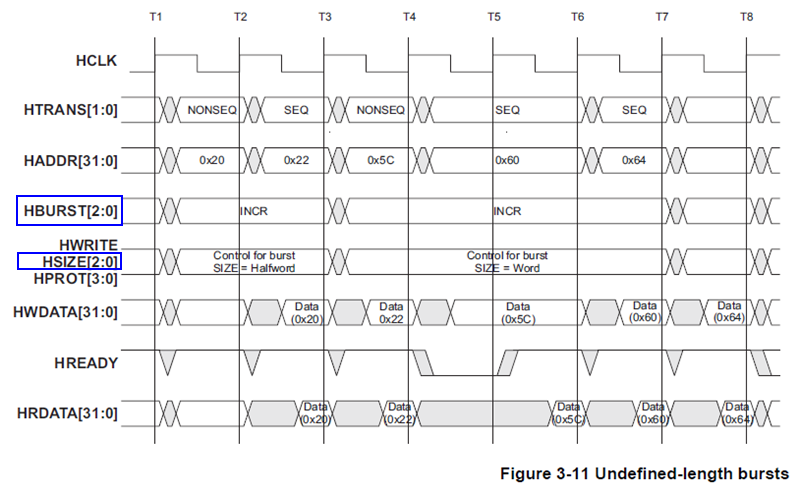 T1 T2 T3 T4 T5 T6 T7 T8
HCLK
HTRANS[1:0] NONSEQ SEQ NONSEQ SEQ SEQ
HADDR[31:0] 0x20 0x22 0x5C 0x60 0x64
HBURST[2:0] INCR INCR
HWRITE
HSIZE[2:0]
HPROT[3:0]
Control for burst
SIZE = Halfword
Control for burst
SIZE = Word
HWDATA[31:0]
Data
(0x20)
Data
0x22
Data
(0x5C)
Data
(0x60)
Data
(0x64)
HREADY
HRDATA[31:0]
Data
(0x20)
Data
(0x22)
Data
(0x5C)
Data
(0x60)
Data
(0x64)
Figure 3-11 Undefined-length bursts